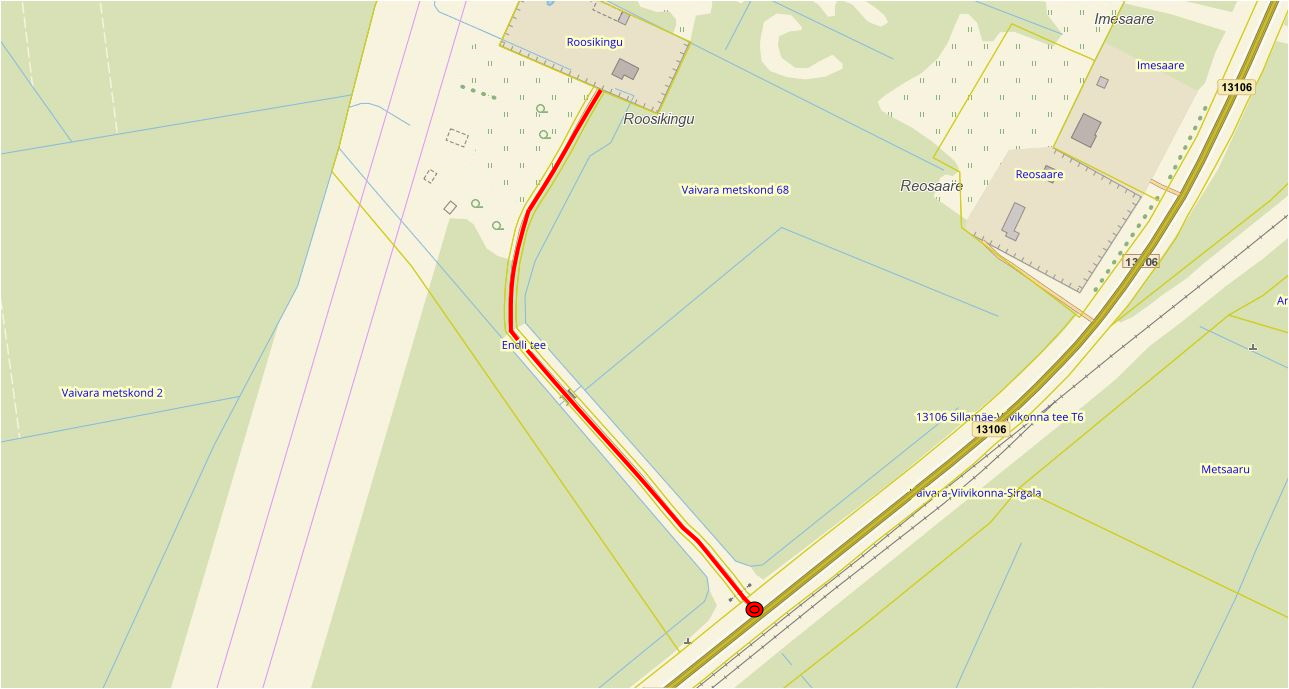 Imesaare
Roosikingu
Imesaare
13106
Roosikingu
Reosaare
Vaivara metskond 68
Reosaare
13106
Endli tee
Vaivara metskond 2
13106 Sillamäe-Viivikonna tee T6
13106
Metsaaru
Vaivara-Viivikonna-Sirgala